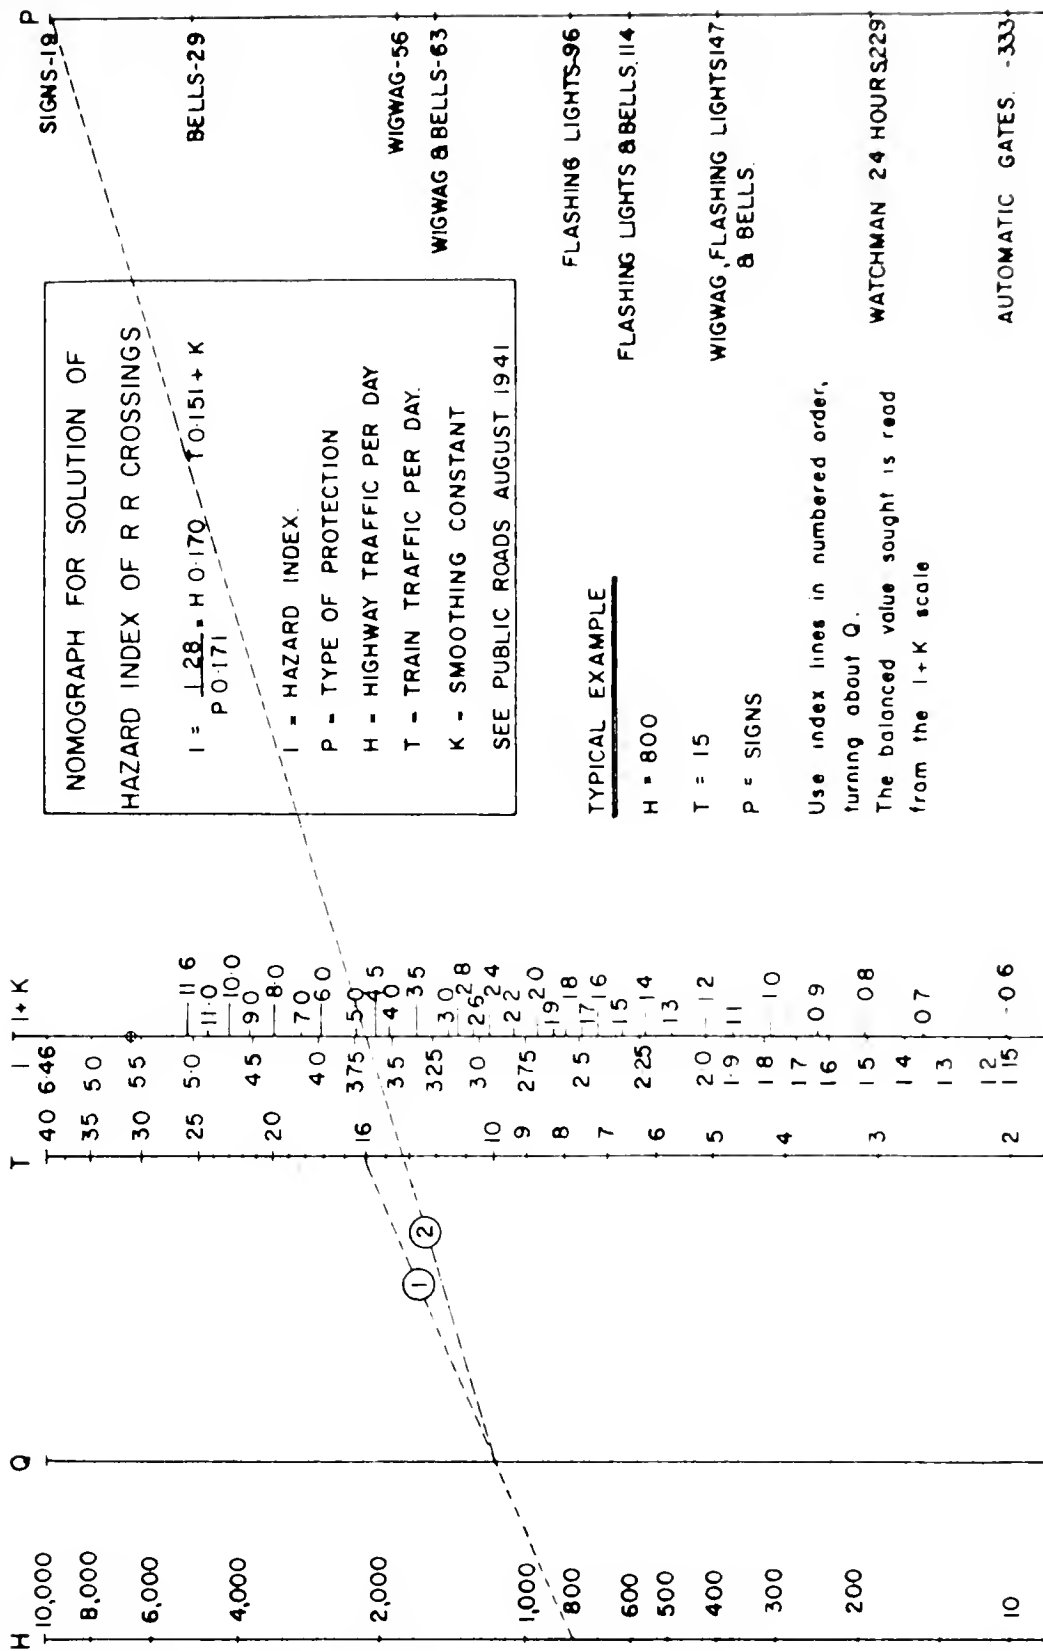 NOMOGRAPH FOR SOLUTION OF
HAZARD INDEX OF R R CROSSINGS
I = 1.28 = H 0·170 T 0·151 + K
P 0·171
I = HAZARD INDEX.
P - TYPE OF PROTECTION
H = HIGHWAY TRAFFIC PER DAY
T - TRAIN TRAFFIC PER DAY.
K - SMOOTHING CONSTANT
SEE PUBLIC ROADS AUGUST 1941
TYPICAL EXAMPLE
H = 800
T = 15
P = SIGNS
Use index lines in numbered order,
turning about Q.
The balanced value sought is read
from the I + K scale
H
10,000
8,000
6,000
4,000
2,000
1,000
800
600
500
400
300
200
10
Q
1
2
T
40
35
30
25
20
16
10
9
8
7
6
5
4
3
2
I
6·46
5 0
5 5
5·0
4·5
4 0
3 75
3 5
3 25
3 0
2 75
2 5
2 25
2 0
1·9
1 8
1 7
1 6
1 5
1 4
1 3
1 2
1 15
I + K
11 6
11·0
10·0
9 0
8·0
7 0
6 0
5·0
4 5
4 0
3 5
3 0
2 8
2 6
2 4
2 2
2 0
1 9
1 8
1 7
1 6
1 5
1 4
1 3
1 2
1 1
1 0
0 9
0 8
0 7
0 6
P
SIGNS-19
BELLS-29
WIGWAG-56
WIGWAG & BELLS-63
FLASHING LIGHTS-96
FLASHING LIGHTS & BELLS. 114
WIGWAG, FLASHING LIGHTS 147
& BELLS.
WATCHMAN 24 HOURS 229
AUTOMATIC GATES. -333